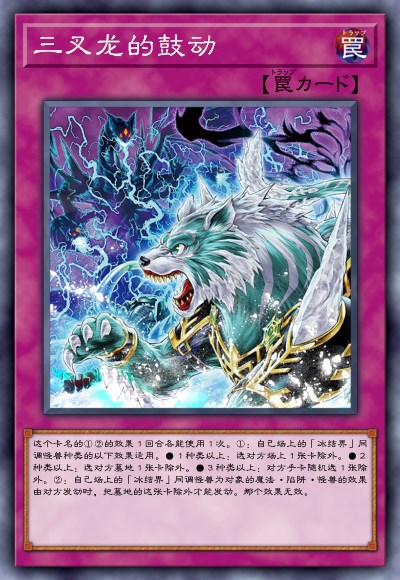 三叉龙的鼓动
トラップ
罠
トラップ
【罠カード】
这个卡名的①②的效果1回合各能使用1次。①：自己场上的「冰结界」同
调怪兽种类的以下效果适用。●1种类以上：选对方场上1张卡除外。●2
种类以上：选对方墓地1张卡除外。●3种类以上：对方手卡随机选1张除
外。②：自己场上的「冰结界」同调怪兽为对象的魔法·陷阱·怪兽的效果
由对方发动时，把墓地的这张卡除外才能发动。那个效果无效。